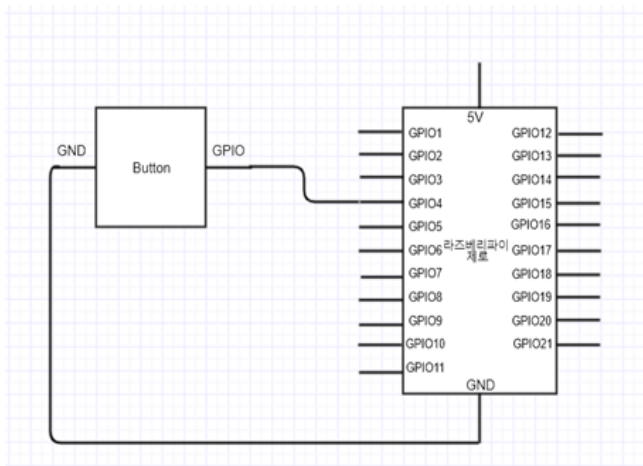 GND
Button
GPIO
5V
GPIO1
GPIO2
GPIO3
GPIO4
GPIO5
GPIO6
GPIO7
GPIO8
GPIO9
GPIO10
GPIO11
라즈베리파이
제로
GPIO12
GPIO13
GPIO14
GPIO15
GPIO16
GPIO17
GPIO18
GPIO19
GPIO20
GPIO21
GND